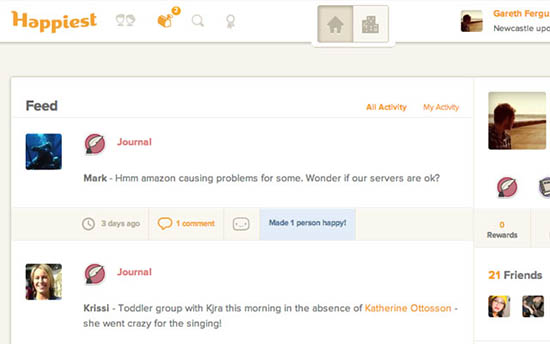 Happiest
2
Gareth Fergu
Newcastle upo
Feed
All Activity
My Activity
Journal
Mark - Hmm amazon causing problems for some. Wonder if our servers are ok?
3 days ago
1 comment
Made 1 person happy!
0
Rewards
Journal
21 Friends
Krissi - Toddler group with Kjra this morning in the absence of Katherine Ottosson -
she went crazy for the singing!